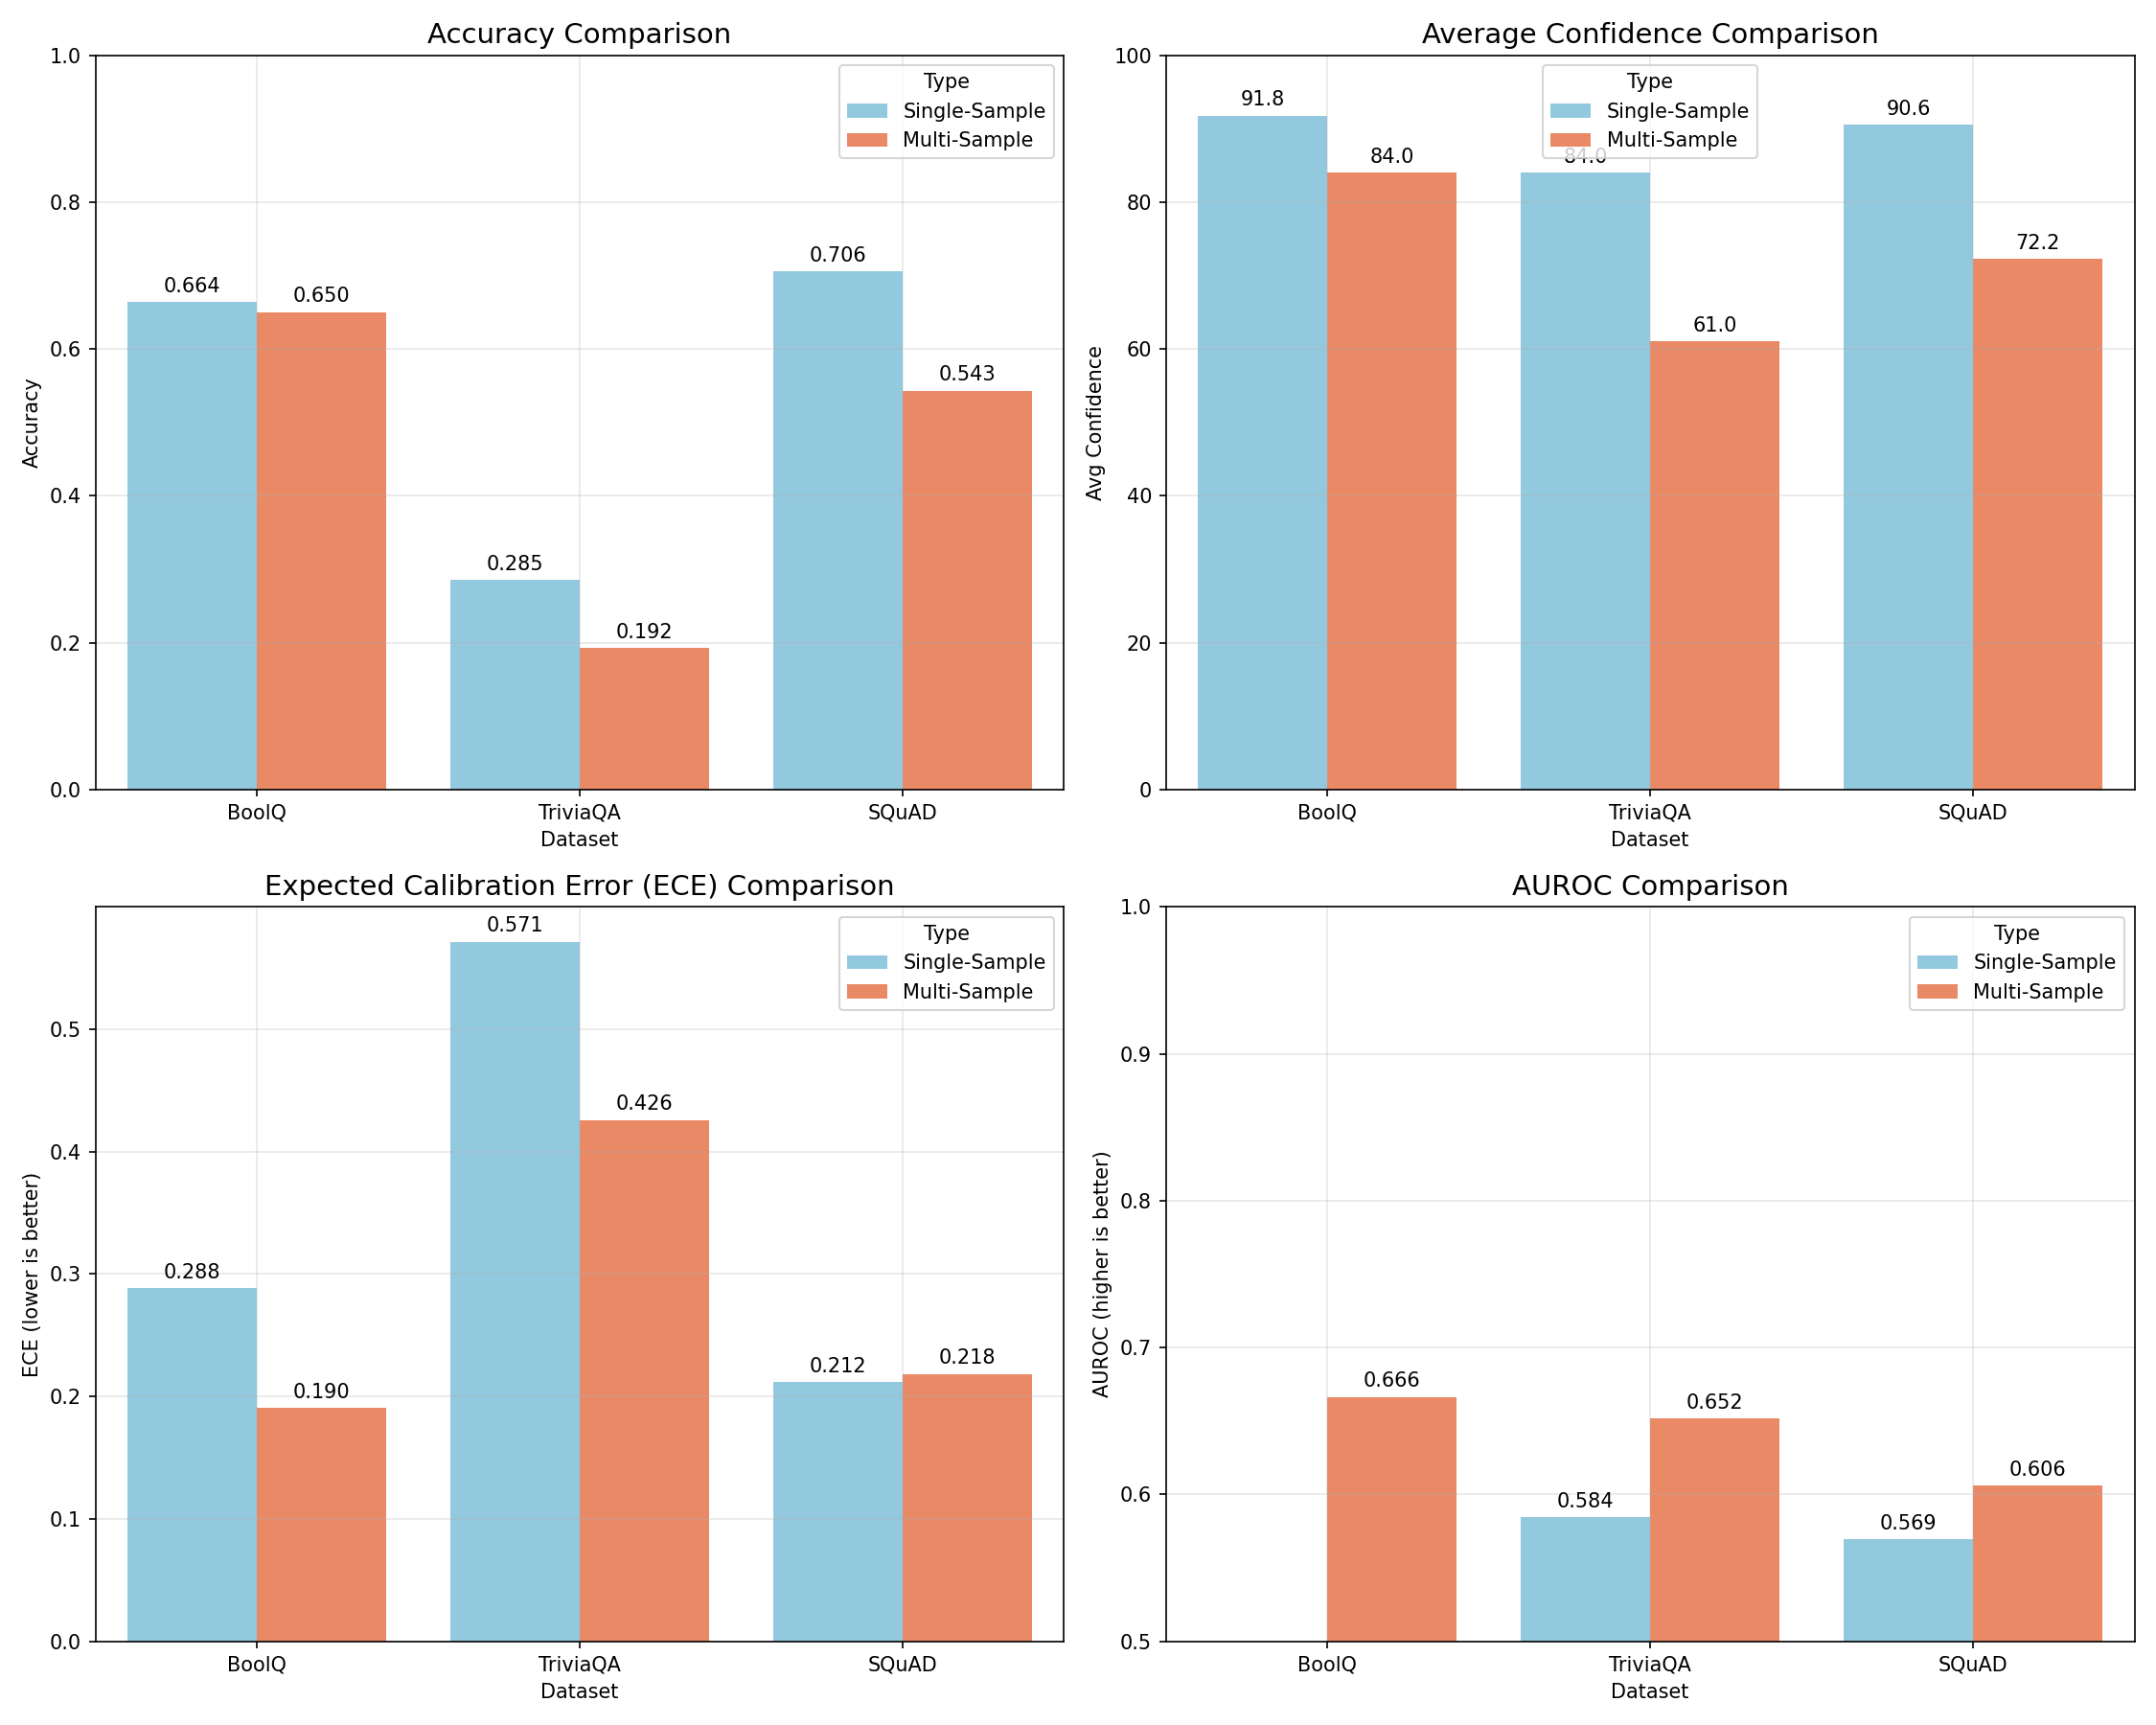 Accuracy Comparison
1.0
0.8
0.6
0.4
0.2
0.0
Accuracy
Type
Single-Sample
Multi-Sample
0.664
0.650
0.285
0.192
0.706
0.543
BoolQ
TriviaQA
SQuAD
Dataset
Average Confidence Comparison
100
80
60
40
20
0
Avg Confidence
Type
Single-Sample
Multi-Sample
91.8
84.0
84.0
61.0
90.6
72.2
BoolQ
TriviaQA
SQuAD
Dataset
Expected Calibration Error (ECE) Comparison
0.5
0.4
0.3
0.2
0.1
0.0
ECE (lower is better)
Type
Single-Sample
Multi-Sample
0.288
0.190
0.571
0.426
0.212
0.218
BoolQ
TriviaQA
SQuAD
Dataset
AUROC Comparison
1.0
0.9
0.8
0.7
0.6
0.5
AUROC (higher is better)
Type
Single-Sample
Multi-Sample
0.666
0.584
0.652
0.569
0.606
BoolQ
TriviaQA
SQuAD
Dataset